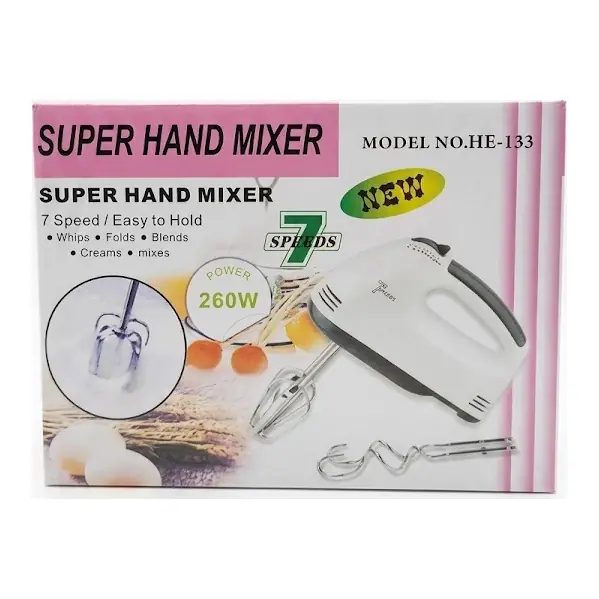 SUPER HAND MIXER
MODEL NO.HE-133
SUPER HAND MIXER
7 Speed / Easy to Hold
• Whips • Folds • Blends
• Creams • mixes
NEW
7
SPEEDS
POWER
260W